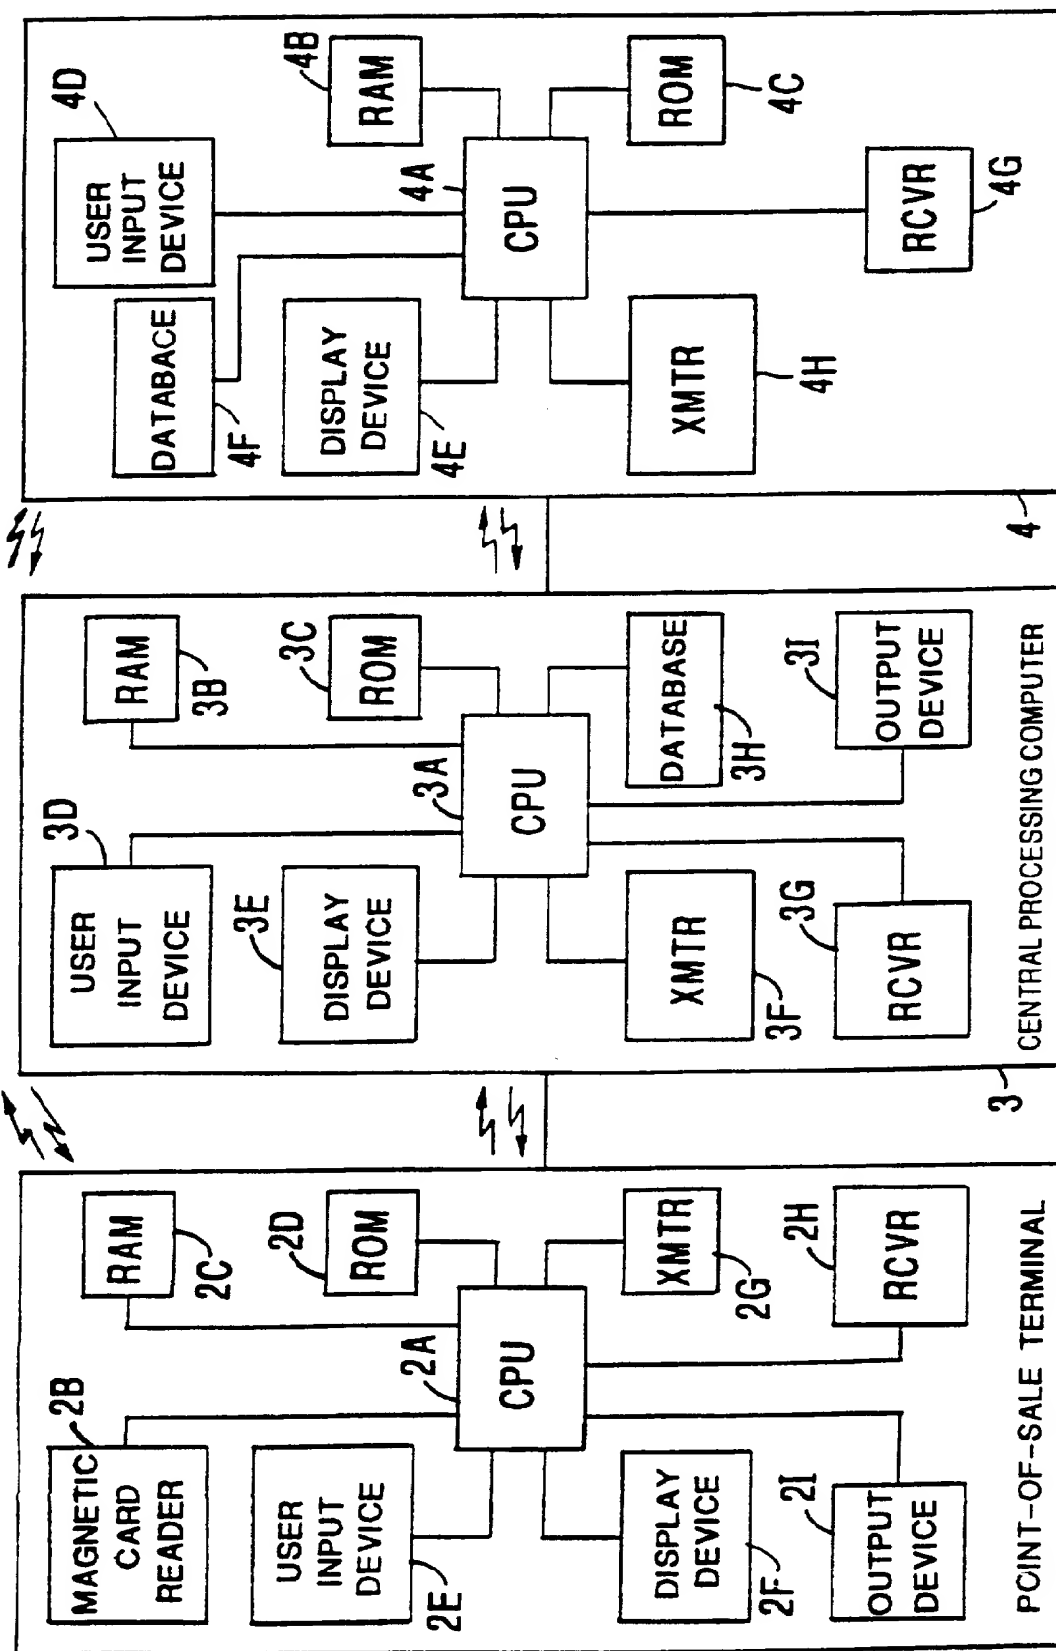 MAGNETIC
CARD
READER
2B
RAM
2C
USER
INPUT
DEVICE
2E
CPU
2A
ROM
2D
DISPLAY
DEVICE
2F
XMTR
2G
OUTPUT
DEVICE
2I
RCVR
2H
POINT-OF-SALE TERMINAL
USER
INPUT
DEVICE
3D
RAM
3B
DISPLAY
DEVICE
3E
CPU
3A
ROM
3C
XMTR
3F
DATABASE
3H
RCVR
3G
OUTPUT
DEVICE
3I
CENTRAL PROCESSING COMPUTER
3
DATABACE
4F
USER
INPUT
DEVICE
4D
DISPLAY
DEVICE
4E
CPU
4A
RAM
4B
XMTR
4H
ROM
4C
RCVR
4G
4